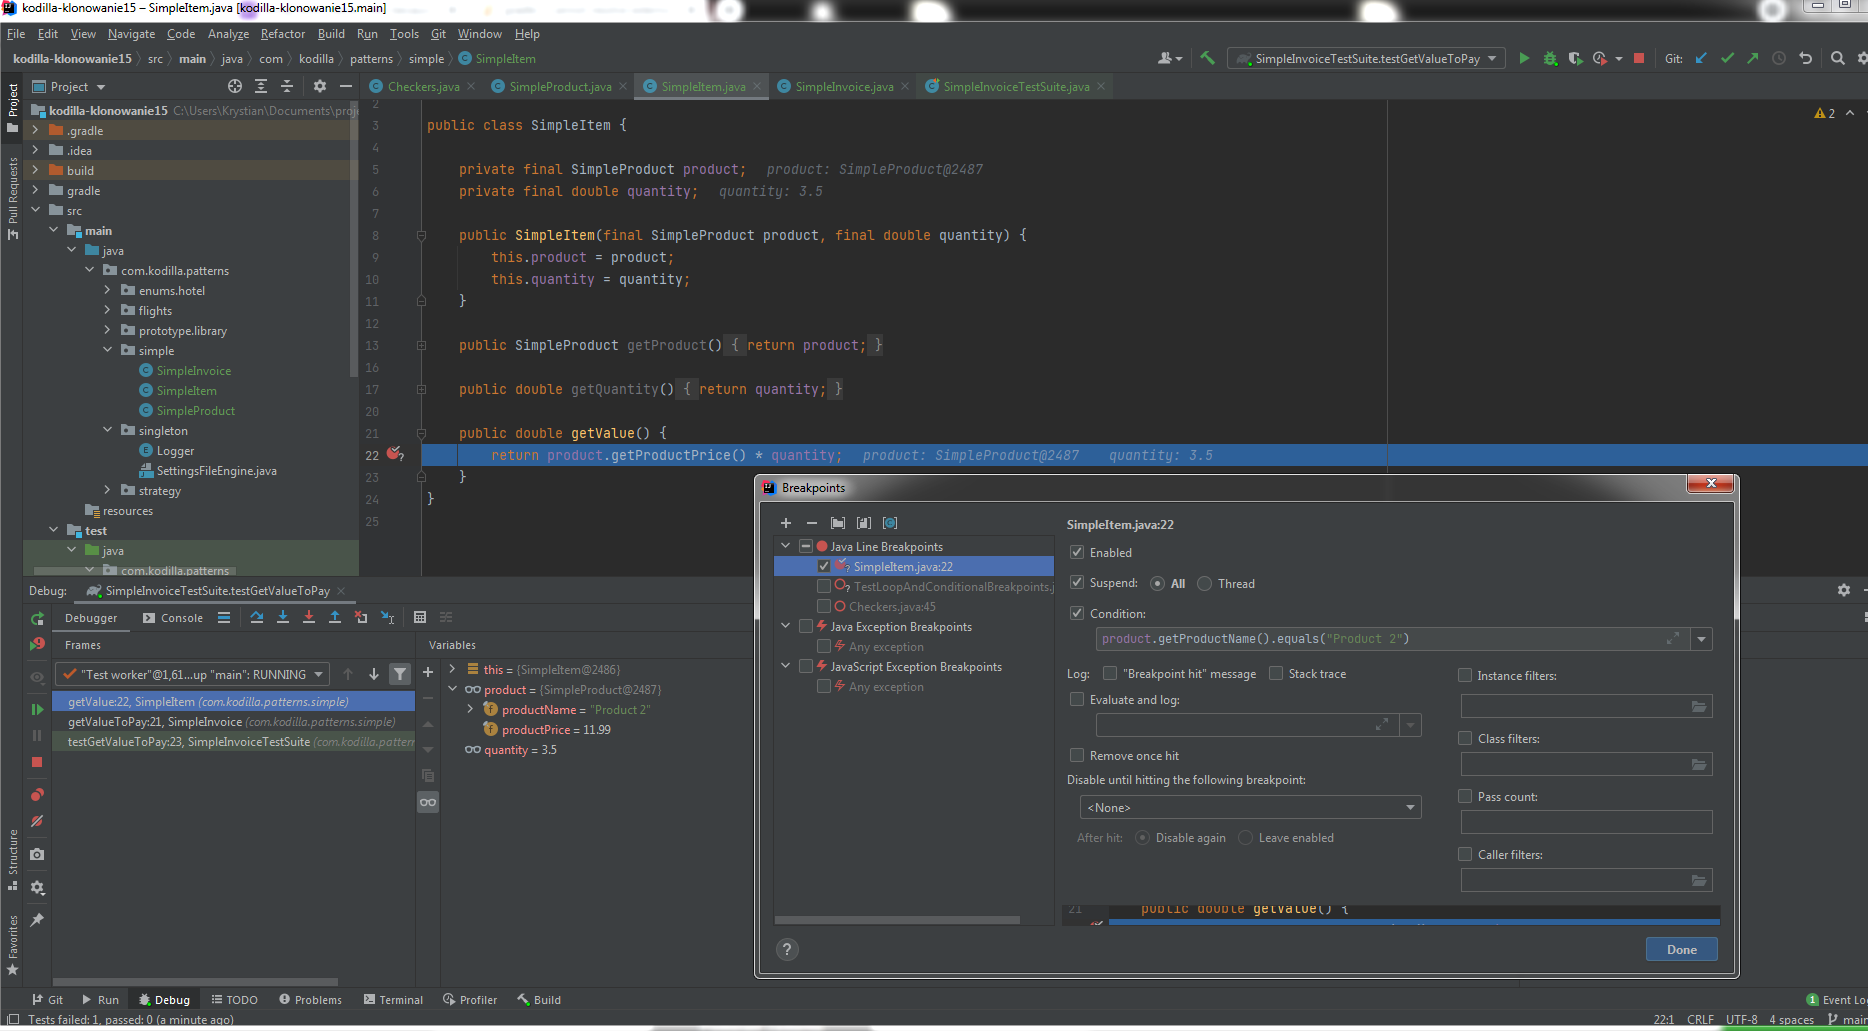 kodilla-klonowanie15 – SimpleItem.java [kodilla-klonowanie15.main]
File Edit View Navigate Code Analyze Refactor Build Run Tools Git Window Help
kodilla-klonowanie15 src main java com kodilla patterns simple SimpleItem
SimpleInvoiceTestSuite.testGetValueToPay
Git:
Project
Pull Requests
Structure
Favorites
Project
kodilla-klonowanie15 C:\Users\Krystian\Documents\proje
.gradle
.idea
build
gradle
src
main
java
com.kodilla.patterns
enums.hotel
flights
prototype.library
simple
SimpleInvoice
SimpleItem
SimpleProduct
singleton
Logger
SettingsFileEngine.java
strategy
resources
test
java
com.kodilla.patterns
Checkers.java SimpleProduct.java SimpleItem.java SimpleInvoice.java SimpleInvoiceTestSuite.java
2
2
3 public class SimpleItem {
4
5 private final SimpleProduct product; product: SimpleProduct@2487
6 private final double quantity; quantity: 3.5
7
8 public SimpleItem(final SimpleProduct product, final double quantity) {
9 this.product = product;
10 this.quantity = quantity;
11 }
12
13 public SimpleProduct getProduct() { return product; }
16
17 public double getQuantity() { return quantity; }
20
21 public double getValue() {
22 return product.getProductPrice() * quantity; product: SimpleProduct@2487 quantity: 3.5
23 }
24 }
25
Debug: SimpleInvoiceTestSuite.testGetValueToPay
Debugger Console
Frames
"Test worker"@1,61...up "main": RUNNING
getValue:22, SimpleItem (com.kodilla.patterns.simple)
getValueToPay:21, SimpleInvoice (com.kodilla.patterns.simple)
testGetValueToPay:23, SimpleInvoiceTestSuite (com.kodilla.pattern
Variables
this = {SimpleItem@2486}
product = {SimpleProduct@2487}
productName = "Product 2"
productPrice = 11.99
quantity = 3.5
Breakpoints
Java Line Breakpoints
SimpleItem.java:22
TestLoopAndConditionalBreakpoints.j
Checkers.java:45
Java Exception Breakpoints
Any exception
JavaScript Exception Breakpoints
Any exception
SimpleItem.java:22
Enabled
Suspend: All Thread
Condition:
product.getProductName().equals("Product 2")
Log: "Breakpoint hit" message Stack trace
Evaluate and log:
Remove once hit
Disable until hitting the following breakpoint:
<None>
After hit: Disable again Leave enabled
Instance filters:
Class filters:
Pass count:
Caller filters:
21 public double getValue() {
?
Done
Git Run Debug TODO Problems Terminal Profiler Build
1 Event Log
Tests failed: 1, passed: 0 (a minute ago)
22:1 CRLF UTF-8 4 spaces main